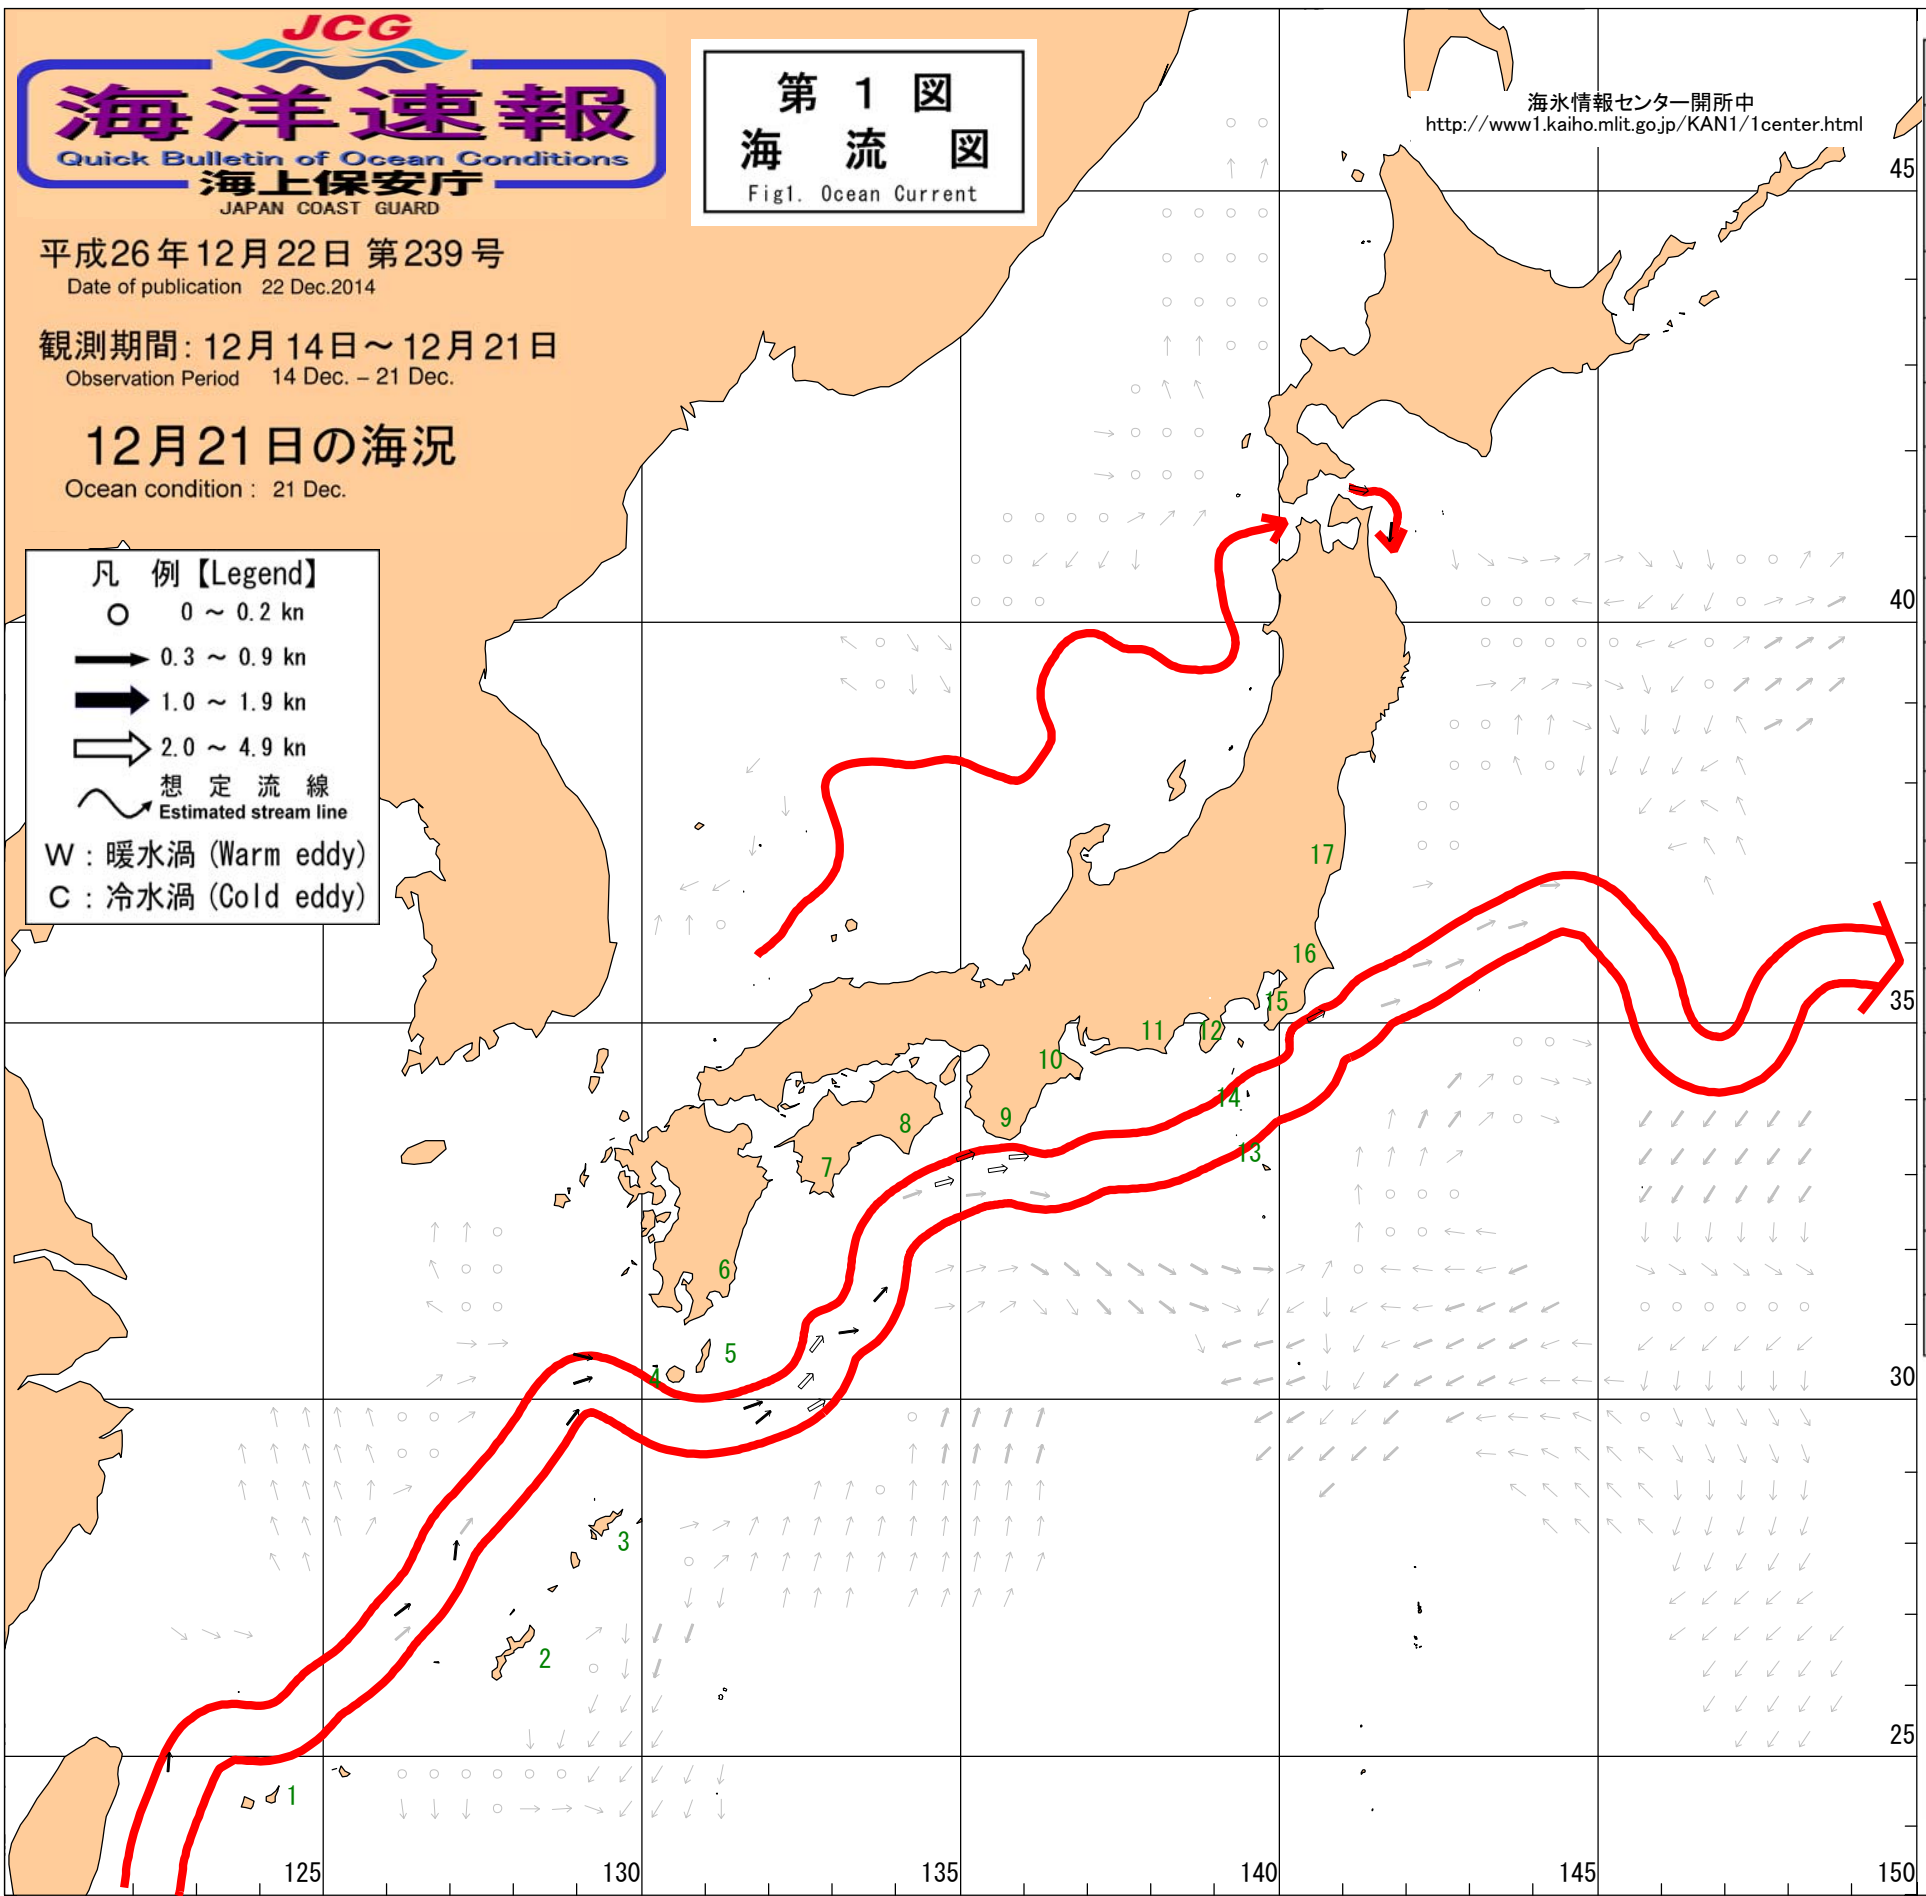 JCG
海洋速報
Quick Bulletin of Ocean Conditions
海上保安庁
JAPAN COAST GUARD
第 1 図
海 流 図
Fig1. Ocean Current
海氷情報センター開所中
http://www1.kaiho.mlit.go.jp/KAN1/1center.html
平成26年12月22日 第239号
Date of publication 22 Dec.2014
観測期間: 12月14日～12月21日
Observation Period 14 Dec. – 21 Dec.
12月21日の海況
Ocean condition : 21 Dec.
凡 例【Legend】
0 ～ 0.2 kn
0.3 ～ 0.9 kn
1.0 ～ 1.9 kn
2.0 ～ 4.9 kn
想 定 流 線
Estimated stream line
W : 暖水渦 (Warm eddy)
C : 冷水渦 (Cold eddy)
45
40
35
30
25
17
16
15
12
11
10
14
9
8
13
7
6
5
4
3
2
1
125
130
135
140
145
150